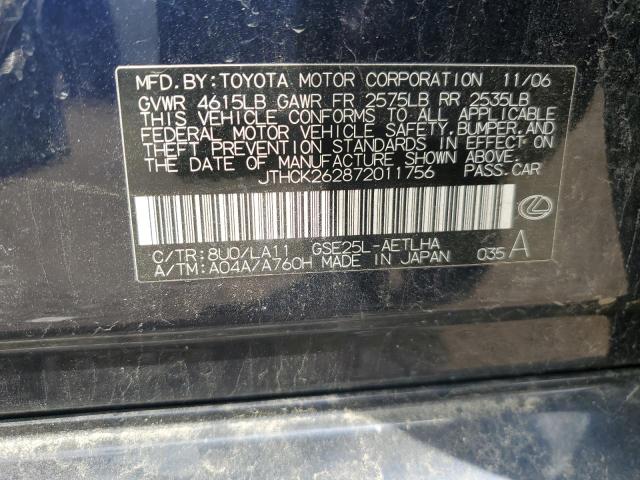 MFD.BY:TOYOTA MOTOR CORPORATION 11/06
GVWR 4615LB GAWR FR 2575LB RR 2535LB
THIS VEHICLE CONFORMS TO ALL APPLICABLE
FEDERAL MOTOR VEHICLE SAFETY,BUMPER,AND
THEFT PREVENTION STANDARDS IN EFFECT ON
THE DATE OF MANUFACTURE SHOWN ABOVE.
JTHCK262872011756 PASS.CAR
C/TR:8U0/LA11 GSE25L-AETLHA
A/TM:A04A/A760H MADE IN JAPAN 035A